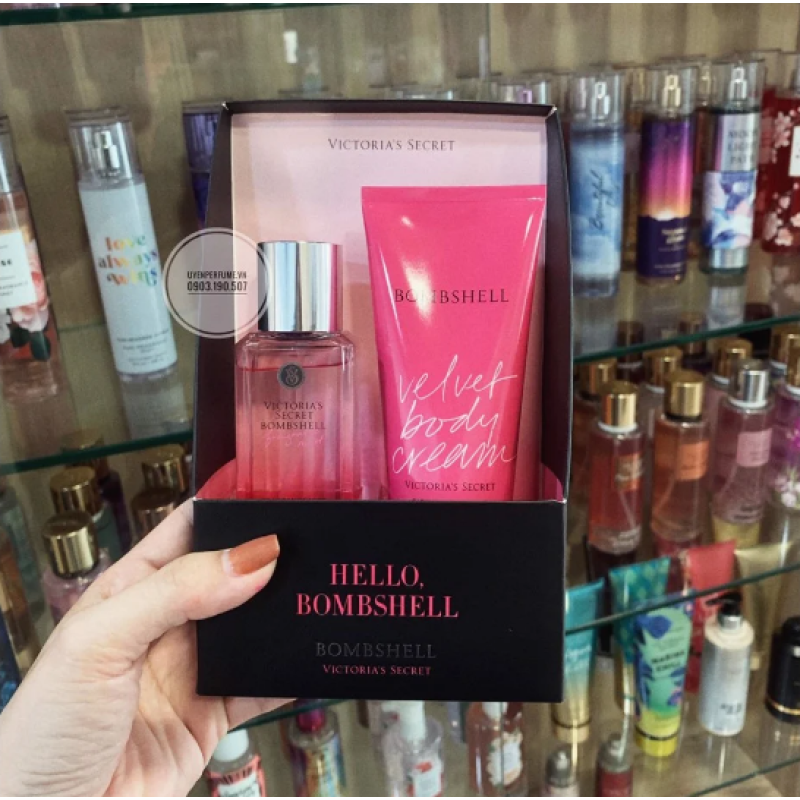 VICTORIA'S SECRET
UYENPERFUME.VN
0903.190.507
BOMBSHELL
velvet
body
cream
VICTORIA'S SECRET
VICTORIA'S
SECRET
BOMBSHELL
HELLO,
BOMBSHELL
BOMBSHELL
VICTORIA'S SECRET
love
always
wins